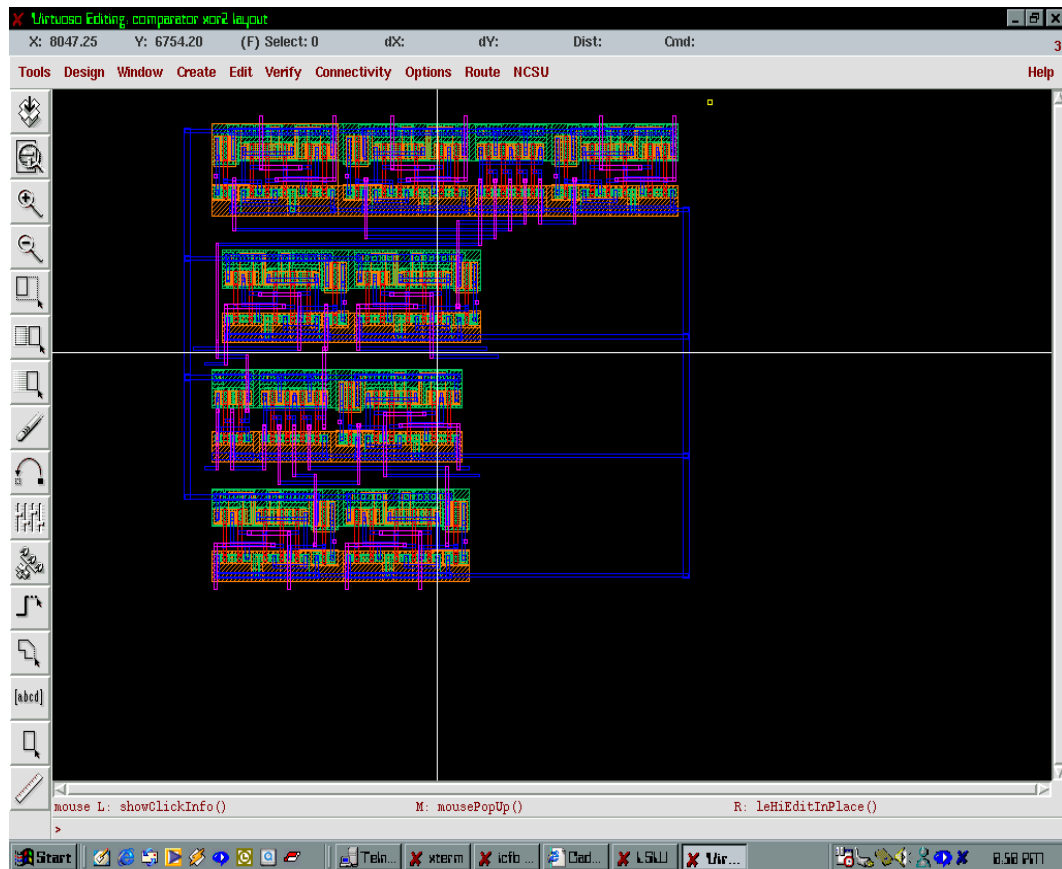 Virtuoso Editing: comparator xor2 layout
X: 8047.25 Y: 6754.20 (F) Select: 0 dX: dY: Dist: Cmd:
3
Tools Design Window Create Edit Verify Connectivity Options Route NCSU Help
[abcd]
mouse L: showClickInfo() M: mousePopUp() R: leHiEditInPlace()
>
Start Teln... xterm icfb ... Cad... LSW Vir... 8:58 PM